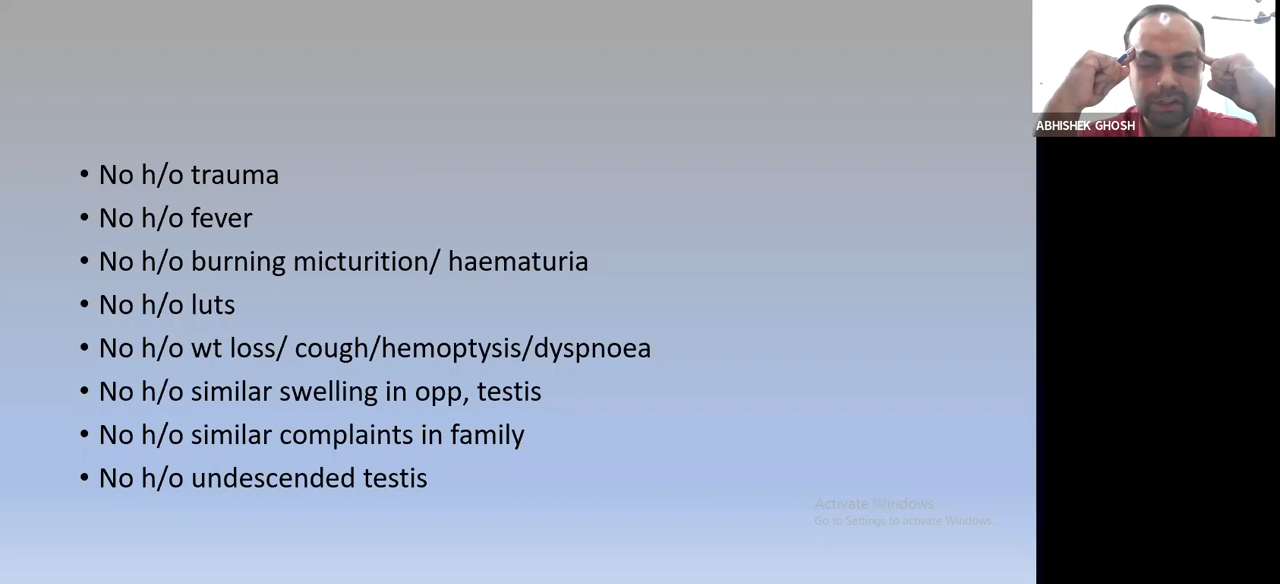 ABHISHEK GHOSH
• No h/o trauma
• No h/o fever
• No h/o burning micturition/ haematuria
• No h/o luts
• No h/o wt loss/ cough/hemoptysis/dyspnoea
• No h/o similar swelling in opp, testis
• No h/o similar complaints in family
• No h/o undescended testis
Activate Windows
Go to Settings to activate Windows.